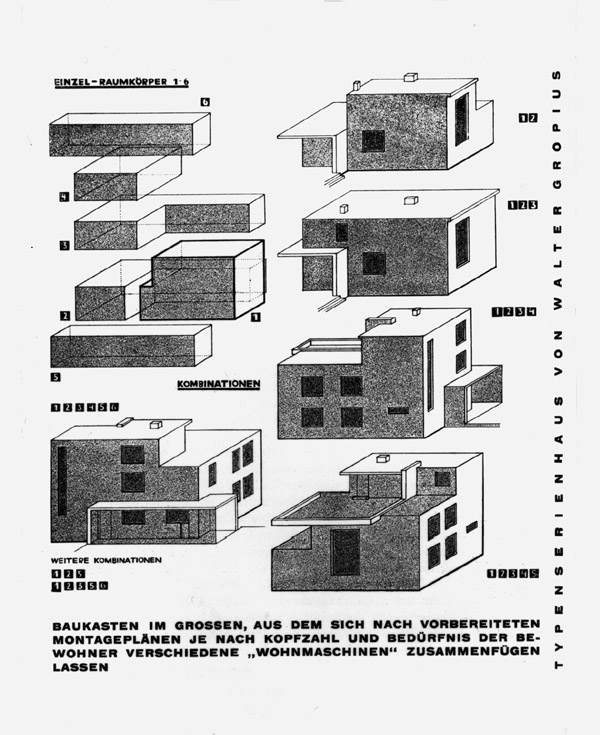 EINZEL-RAUMKÖRPER 1-6
6
4
3
2
1
5
KOMBINATIONEN
12
123
1234
123456
12345
WEITERE KOMBINATIONEN
125
12356
BAUKASTEN IM GROSSEN, AUS DEM SICH NACH VORBEREITETEN
MONTAGEPLÄNEN JE NACH KOPFZAHL UND BEDÜRFNIS DER BE-
WOHNER VERSCHIEDENE „WOHNMASCHINEN“ ZUSAMMENFÜGEN
LASSEN
TYPENSERIENHAUS VON WALTER GROPIUS